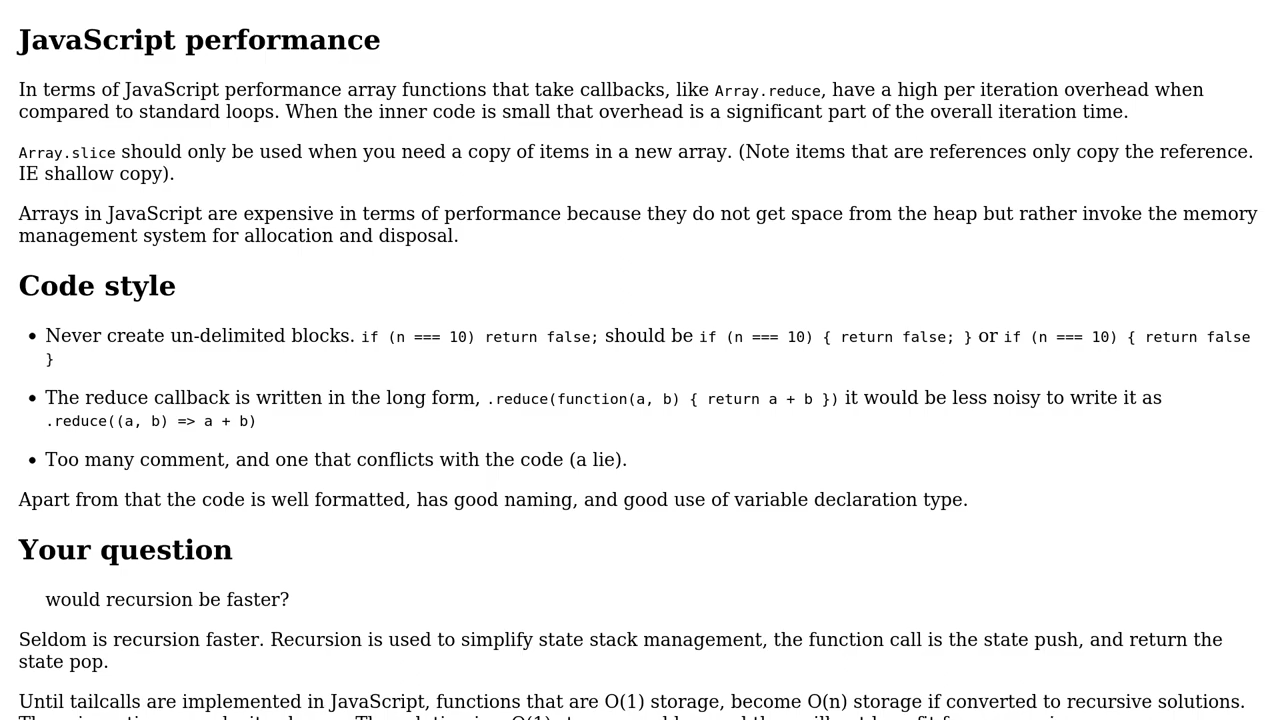 JavaScript performance
In terms of JavaScript performance array functions that take callbacks, like Array.reduce, have a high per iteration overhead when
compared to standard loops. When the inner code is small that overhead is a significant part of the overall iteration time.
Array.slice should only be used when you need a copy of items in a new array. (Note items that are references only copy the reference.
IE shallow copy).
Arrays in JavaScript are expensive in terms of performance because they do not get space from the heap but rather invoke the memory
management system for allocation and disposal.
Code style
• Never create un-delimited blocks. if (n === 10) return false; should be if (n === 10) { return false; } or if (n === 10) { return false
}
• The reduce callback is written in the long form, .reduce(function(a, b) { return a + b }) it would be less noisy to write it as
.reduce((a, b) => a + b)
• Too many comment, and one that conflicts with the code (a lie).
Apart from that the code is well formatted, has good naming, and good use of variable declaration type.
Your question
would recursion be faster?
Seldom is recursion faster. Recursion is used to simplify state stack management, the function call is the state push, and return the
state pop.
Until tailcalls are implemented in JavaScript, functions that are O(1) storage, become O(n) storage if converted to recursive solutions.